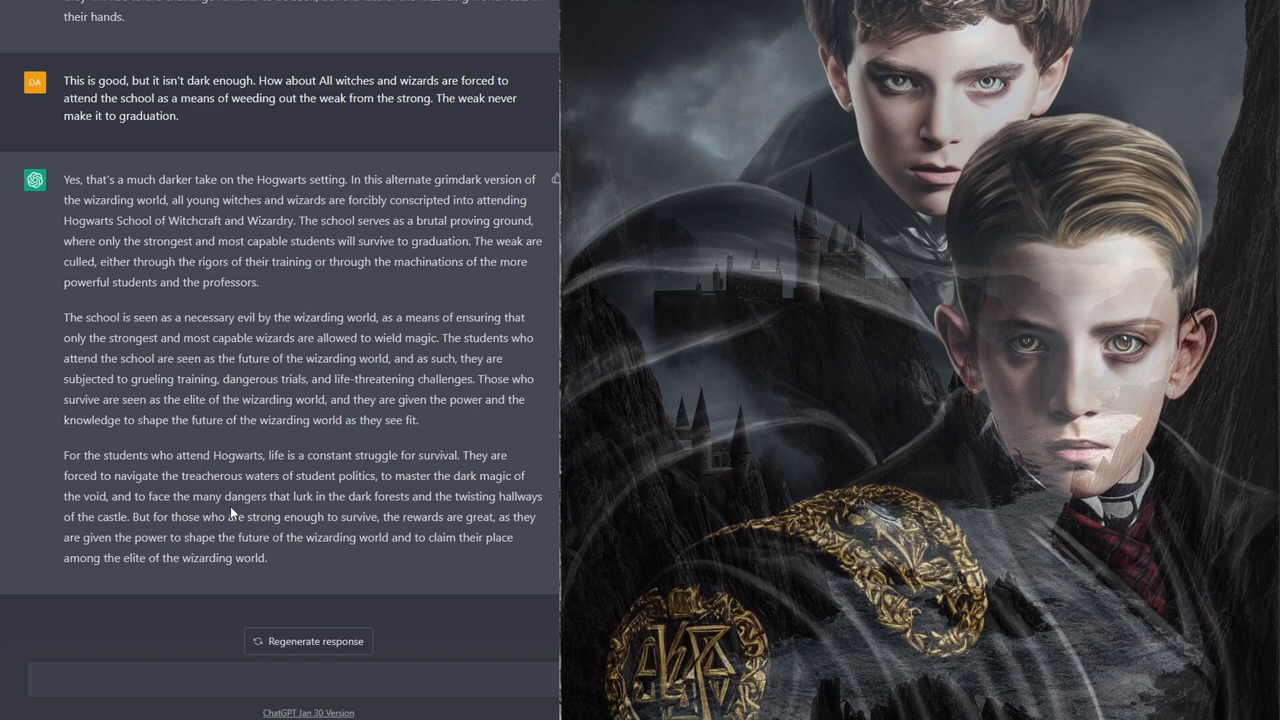 their hands.
DA
This is good, but it isn't dark enough. How about All witches and wizards are forced to
attend the school as a means of weeding out the weak from the strong. The weak never
make it to graduation.
Yes, that's a much darker take on the Hogwarts setting. In this alternate grimdark version of
the wizarding world, all young witches and wizards are forcibly conscripted into attending
Hogwarts School of Witchcraft and Wizardry. The school serves as a brutal proving ground,
where only the strongest and most capable students will survive to graduation. The weak are
culled, either through the rigors of their training or through the machinations of the more
powerful students and the professors.
The school is seen as a necessary evil by the wizarding world, as a means of ensuring that
only the strongest and most capable wizards are allowed to wield magic. The students who
attend the school are seen as the future of the wizarding world, and as such, they are
subjected to grueling training, dangerous trials, and life-threatening challenges. Those who
survive are seen as the elite of the wizarding world, and they are given the power and the
knowledge to shape the future of the wizarding world as they see fit.
For the students who attend Hogwarts, life is a constant struggle for survival. They are
forced to navigate the treacherous waters of student politics, to master the dark magic of
the void, and to face the many dangers that lurk in the dark forests and the twisting hallways
of the castle. But for those who are strong enough to survive, the rewards are great, as they
are given the power to shape the future of the wizarding world and to claim their place
among the elite of the wizarding world.
Regenerate response
ChatGPT Jan 30 Version